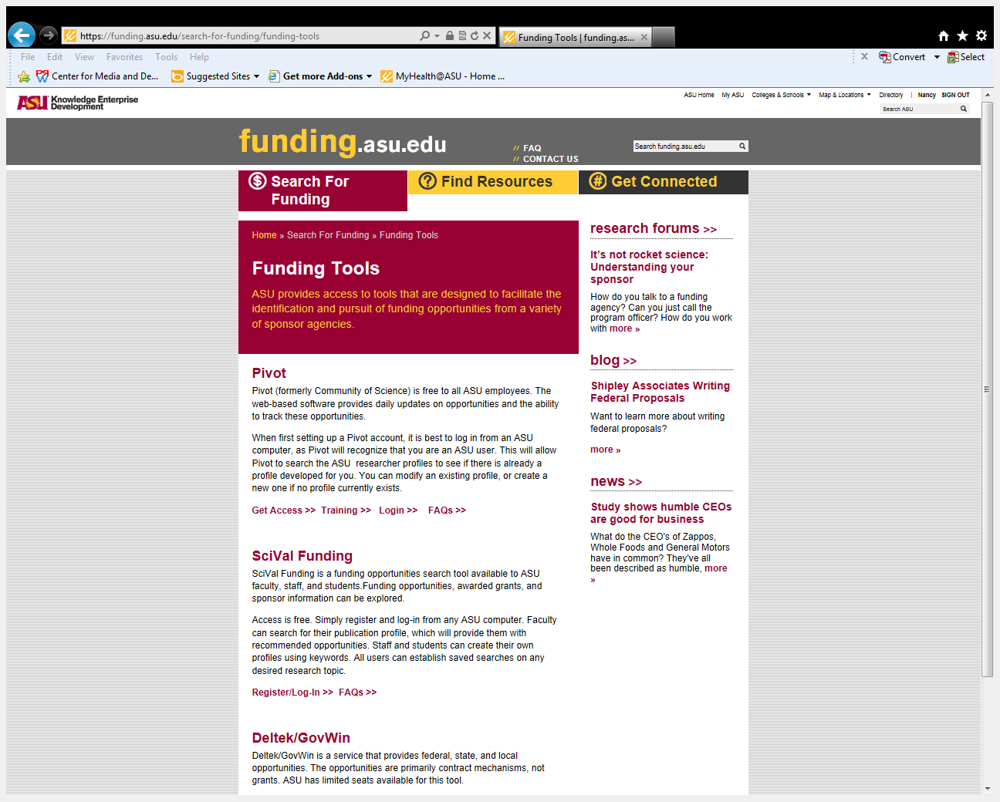 https://funding.asu.edu/search-for-funding/funding-tools
Funding Tools | funding.as...
File Edit View Favorites Tools Help
Convert Select
Center for Media and De... Suggested Sites Get more Add-ons MyHealth@ASU - Home ...
ASU Knowledge Enterprise
Development
ASU Home My ASU Colleges & Schools Map & Locations Directory | Nancy SIGN OUT
Search ASU
funding.asu.edu
// FAQ
// CONTACT US
Search funding.asu.edu
Search For
Funding
Find Resources
Get Connected
Home » Search For Funding » Funding Tools
Funding Tools
ASU provides access to tools that are designed to facilitate the
identification and pursuit of funding opportunities from a variety
of sponsor agencies.
Pivot
Pivot (formerly Community of Science) is free to all ASU employees. The
web-based software provides daily updates on opportunities and the ability
to track these opportunities.
When first setting up a Pivot account, it is best to log in from an ASU
computer, as Pivot will recognize that you are an ASU user. This will allow
Pivot to search the ASU  researcher profiles to see if there is already a
profile developed for you. You can modify an existing profile, or create a
new one if no profile currently exists.
Get Access >> Training >> Login >> FAQs >>
SciVal Funding
SciVal Funding is a funding opportunities search tool available to ASU
faculty, staff, and students.Funding opportunities, awarded grants, and
sponsor information can be explored.
Access is free. Simply register and log-in from any ASU computer. Faculty
can search for their publication profile, which will provide them with
recommended opportunities. Staff and students can create their own
profiles using keywords. All users can establish saved searches on any
desired research topic.
Register/Log-In >> FAQs >>
Deltek/GovWin
Deltek/GovWin is a service that provides federal, state, and local
opportunities. The opportunities are primarily contract mechanisms, not
grants. ASU has limited seats available for this tool.
research forums >>
It's not rocket science:
Understanding your
sponsor
How do you talk to a funding
agency? Can you just call the
program officer? How do you work
with more »
blog >>
Shipley Associates Writing
Federal Proposals
Want to learn more about writing
federal proposals?
more »
news >>
Study shows humble CEOs
are good for business
What do the CEO's of Zappos,
Whole Foods and General Motors
have in common? They've all
been described as humble, more
»